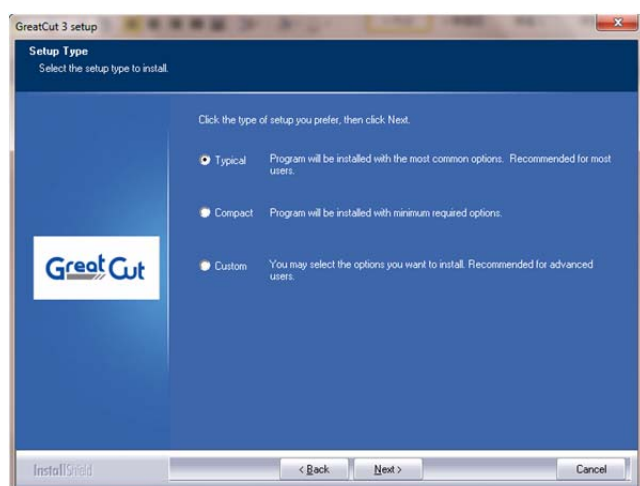 GreatCut 3 setup
Setup Type
Select the setup type to install.
Click the type of setup you prefer, then click Next.
Typical
Program will be installed with the most common options. Recommended for most
users.
Compact
Program will be installed with minimum required options.
Custom
You may select the options you want to install. Recommended for advanced
users.
Great Cut
InstallShield
< Back
Next >
Cancel